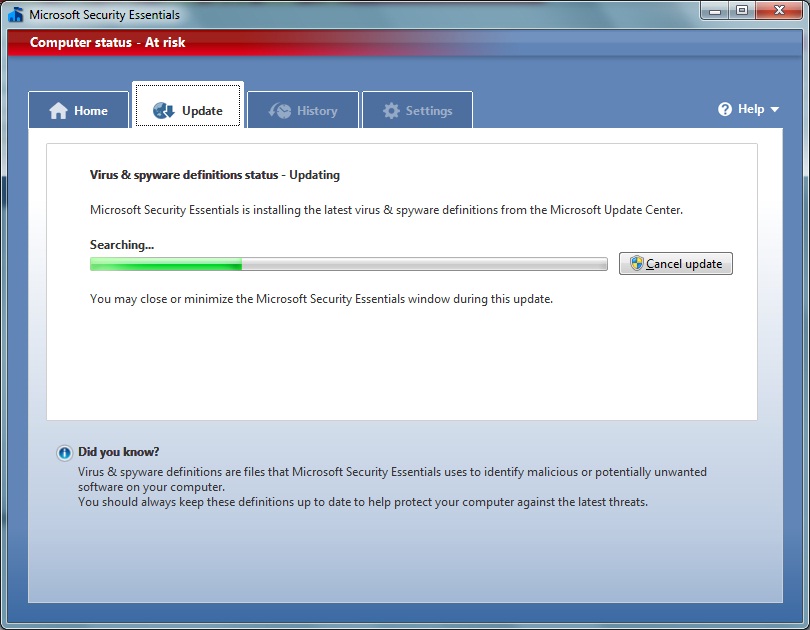 Microsoft Security Essentials
Computer status - At risk
Home
Update
History
Settings
Help
Virus & spyware definitions status - Updating
Microsoft Security Essentials is installing the latest virus & spyware definitions from the Microsoft Update Center.
Searching...
Cancel update
You may close or minimize the Microsoft Security Essentials window during this update.
Did you know?
Virus & spyware definitions are files that Microsoft Security Essentials uses to identify malicious or potentially unwanted
software on your computer.
You should always keep these definitions up to date to help protect your computer against the latest threats.